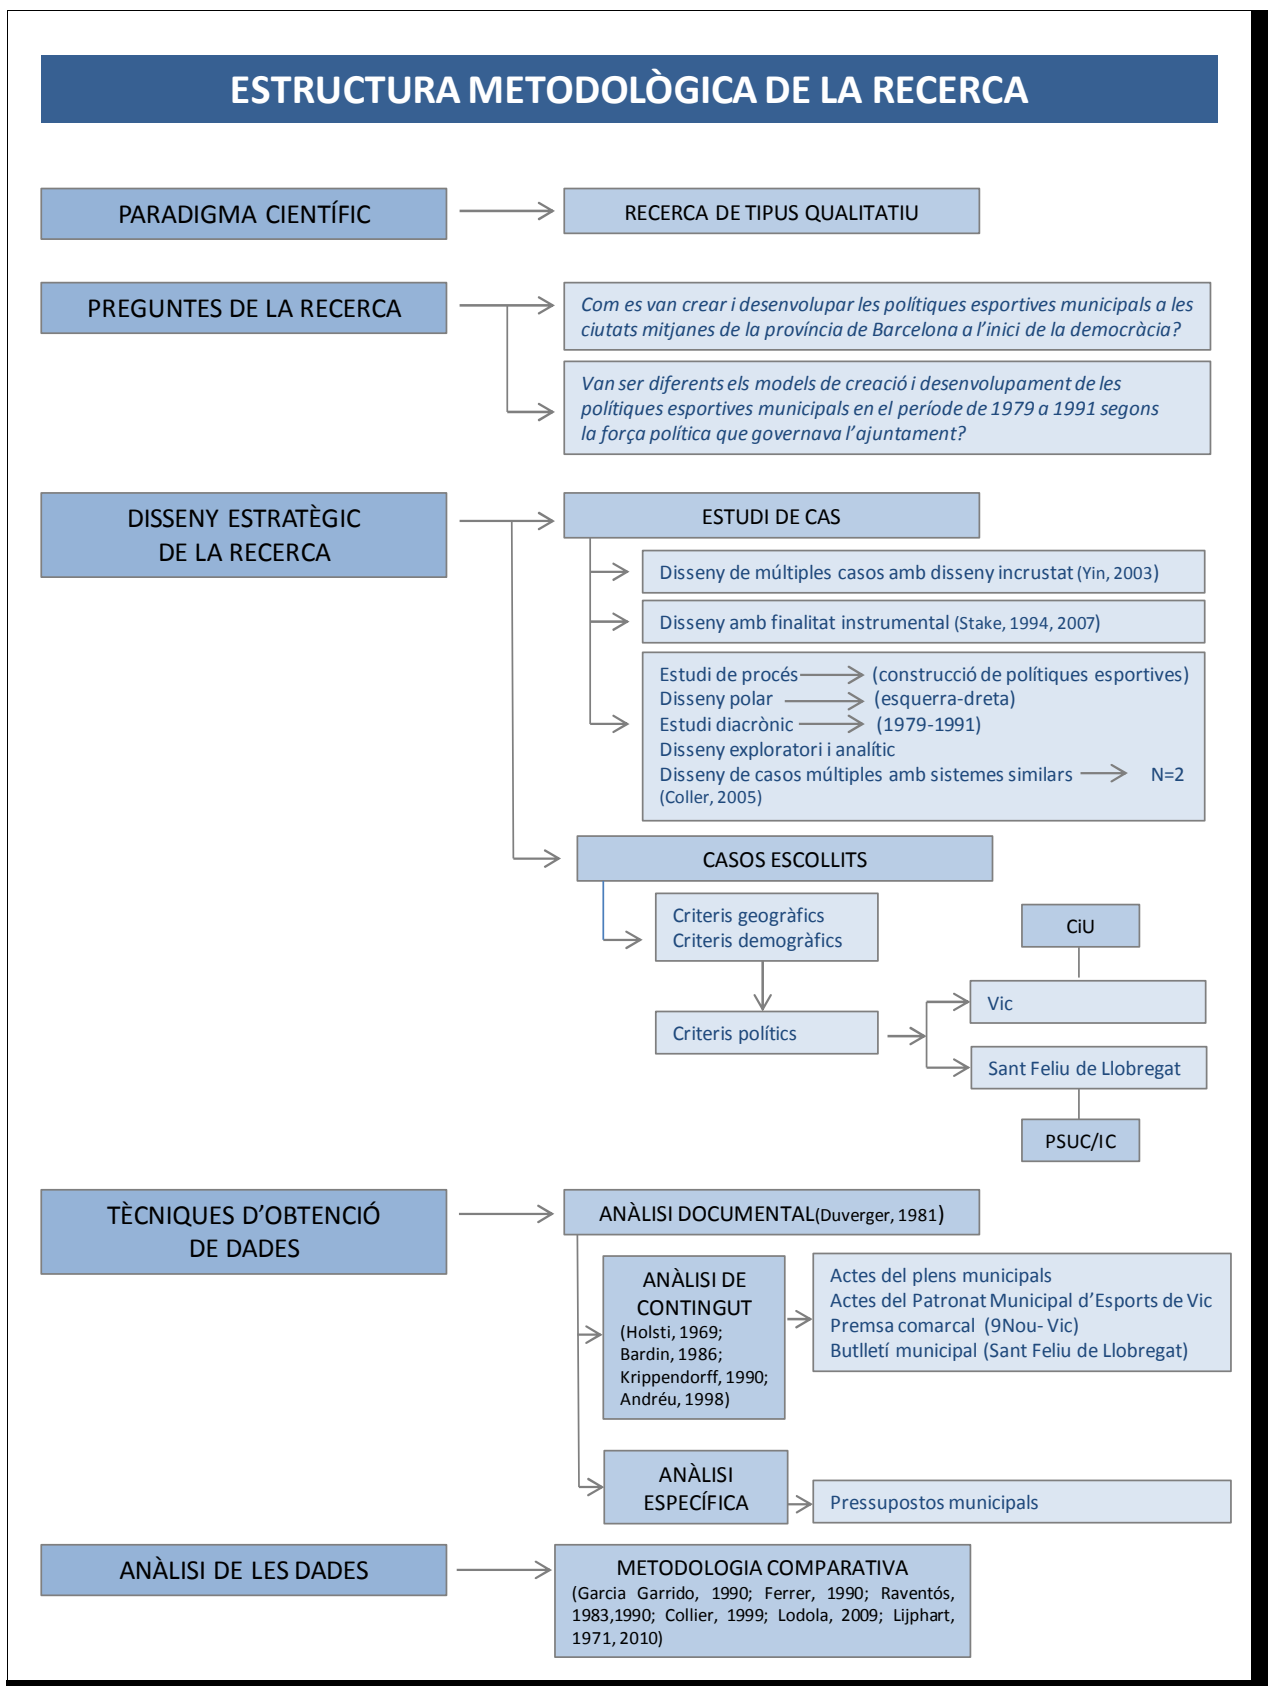 ESTRUCTURA METODOLÒGICA DE LA RECERCA
PARADIGMA CIENTÍFIC
RECERCA DE TIPUS QUALITATIU
PREGUNTES DE LA RECERCA
Com es van crear i desenvolupar les polítiques esportives municipals a les
ciutats mitjanes de la província de Barcelona a l’inici de la democràcia?
Van ser diferents els models de creació i desenvolupament de les
polítiques esportives municipals en el període de 1979 a 1991 segons
la força política que governava l’ajuntament?
DISSENY ESTRATÈGIC
DE LA RECERCA
ESTUDI DE CAS
Disseny de múltiples casos amb disseny incrustat (Yin, 2003)
Disseny amb finalitat instrumental (Stake, 1994, 2007)
Estudi de procés (construcció de polítiques esportives)
Disseny polar (esquerra-dreta)
Estudi diacrònic (1979-1991)
Disseny exploratori i analític
Disseny de casos múltiples amb sistemes similars N=2
(Coller, 2005)
CASOS ESCOLLITS
Criteris geogràfics
Criteris demogràfics
Criteris polítics
CiU
Vic
Sant Feliu de Llobregat
PSUC/IC
TÈCNIQUES D’OBTENCIÓ
DE DADES
ANÀLISI DOCUMENTAL(Duverger, 1981)
ANÀLISI DE
CONTINGUT
(Holsti, 1969;
Bardin, 1986;
Krippendorff, 1990;
Andréu, 1998)
Actes del plens municipals
Actes del Patronat Municipal d’Esports de Vic
Premsa comarcal (9Nou- Vic)
Butlletí municipal (Sant Feliu de Llobregat)
ANÀLISI
ESPECÍFICA
Pressupostos municipals
ANÀLISI DE LES DADES
METODOLOGIA COMPARATIVA
(Garcia Garrido, 1990; Ferrer, 1990; Raventós,
1983,1990; Collier, 1999; Lodola, 2009; Lijphart,
1971, 2010)